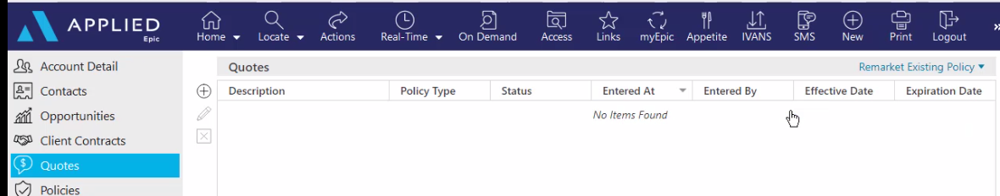 APPLIED
Epic
Home Locate Actions Real-Time On Demand Access Links myEpic Appetite IVANS SMS New Print Logout »
Account Detail
Contacts
Opportunities
Client Contracts
Quotes
Policies
Quotes Remarket Existing Policy
Description Policy Type Status Entered At Entered By Effective Date Expiration Date
No Items Found